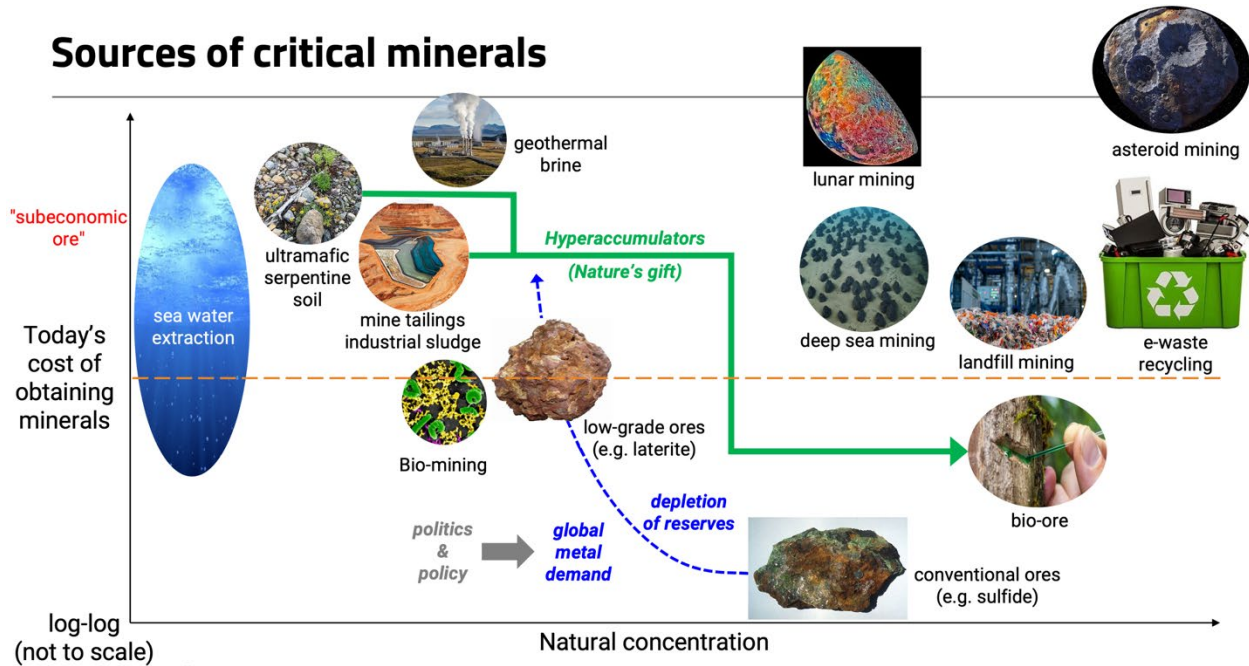 Sources of critical minerals
geothermal
brine
lunar mining
asteroid mining
"subeconomic
ore"
ultramafic
serpentine
soil
Hyperaccumulators
(Nature's gift)
sea water
extraction
mine tailings
industrial sludge
deep sea mining
landfill mining
e-waste
recycling
Today's
cost of
obtaining
minerals
low-grade ores
(e.g. laterite)
Bio-mining
bio-ore
depletion
of reserves
politics
&
policy
global
metal
demand
conventional ores
(e.g. sulfide)
log-log
(not to scale)
Natural concentration